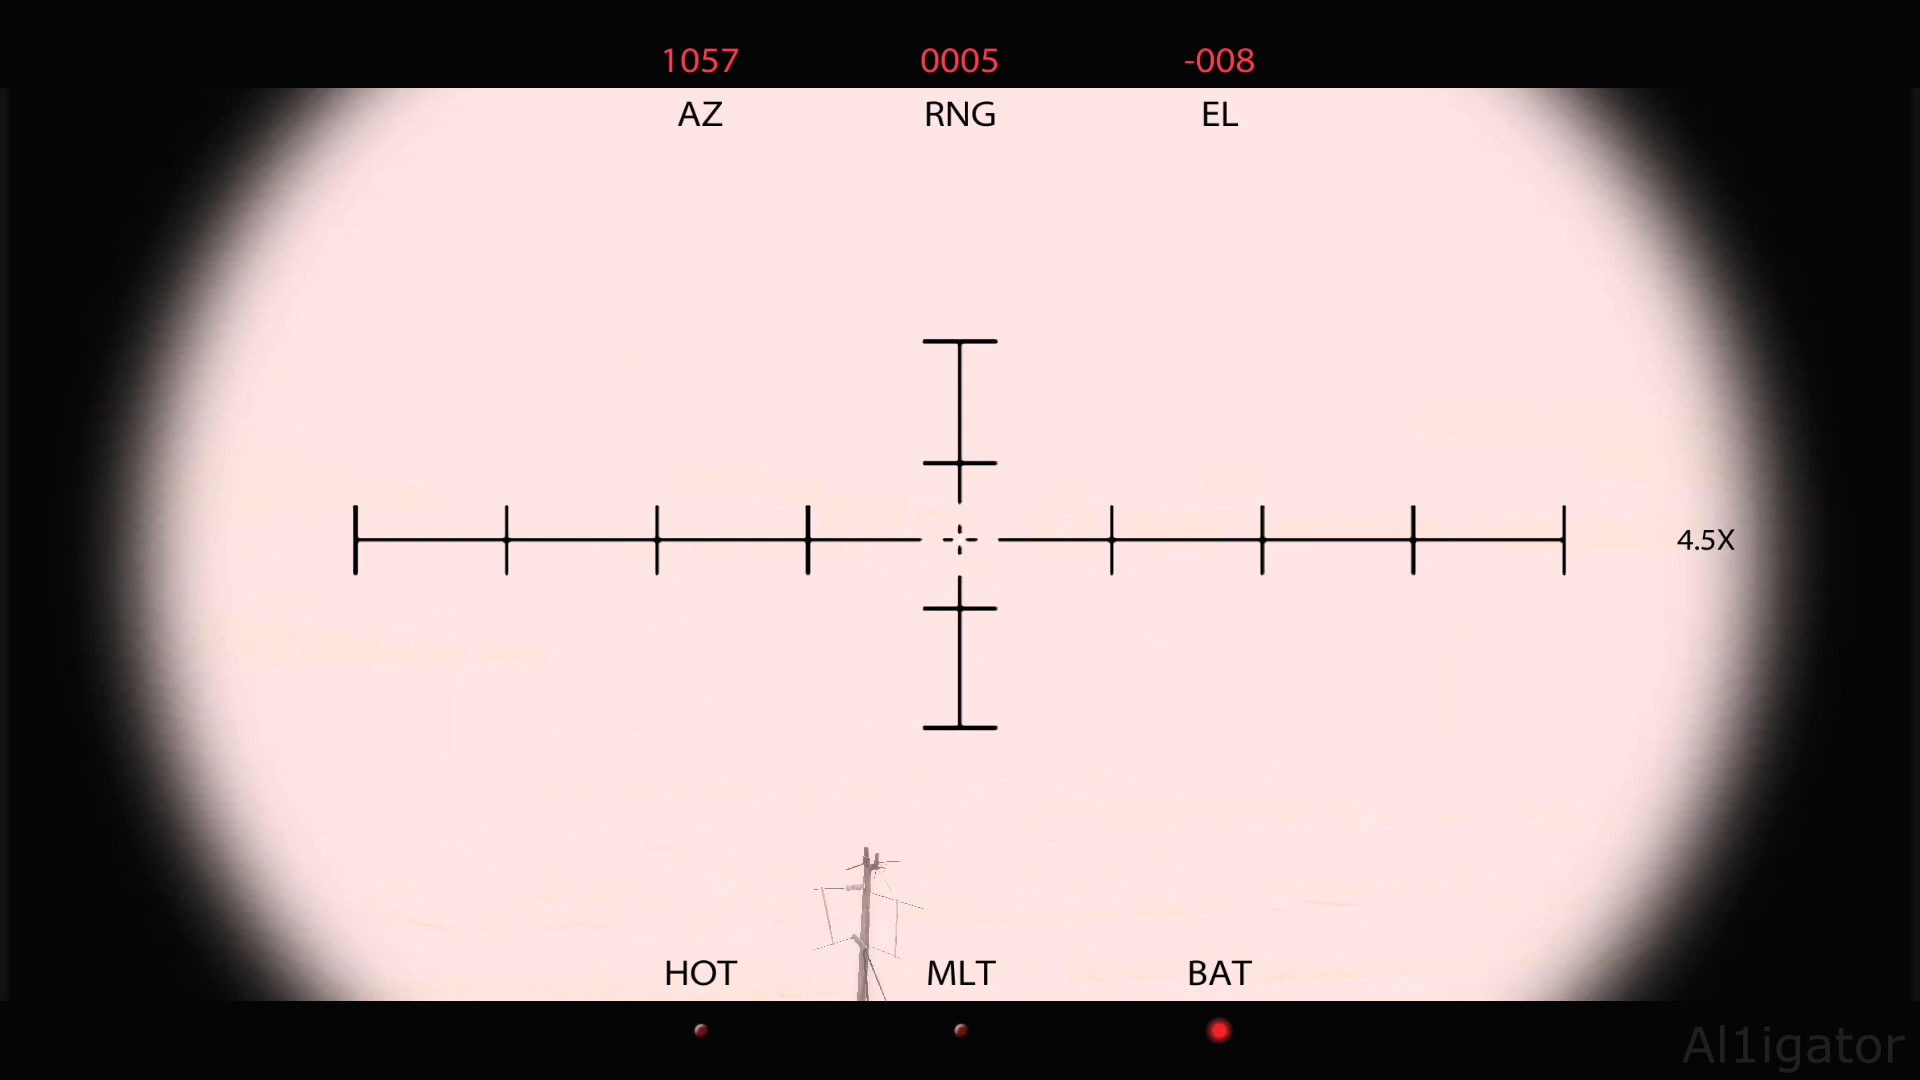 1057 0005 -008
AZ RNG EL
4.5X
HOT MLT BAT
Al1igator